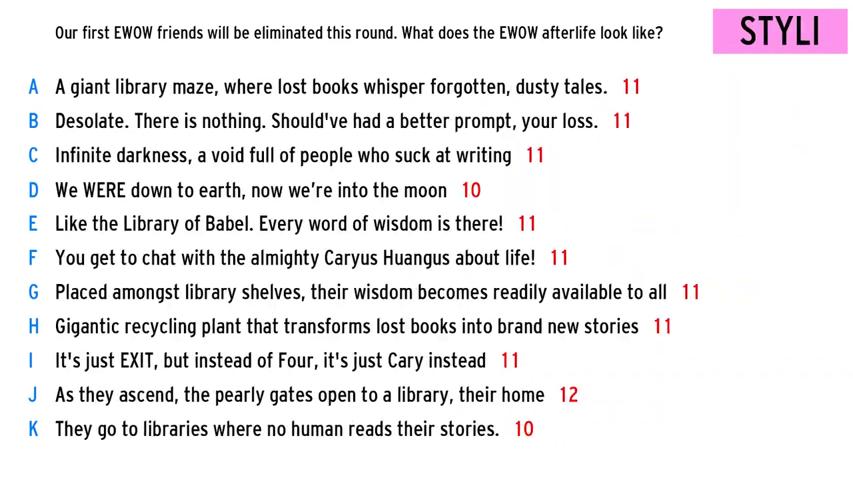 Our first EWOW friends will be eliminated this round. What does the EWOW afterlife look like?
STYLI
A A giant library maze, where lost books whisper forgotten, dusty tales. 11
B Desolate. There is nothing. Should've had a better prompt, your loss. 11
C Infinite darkness, a void full of people who suck at writing 11
D We WERE down to earth, now we're into the moon 10
E Like the Library of Babel. Every word of wisdom is there! 11
F You get to chat with the almighty Caryus Huangus about life! 11
G Placed amongst library shelves, their wisdom becomes readily available to all 11
H Gigantic recycling plant that transforms lost books into brand new stories 11
I It's just EXIT, but instead of Four, it's just Cary instead 11
J As they ascend, the pearly gates open to a library, their home 12
K They go to libraries where no human reads their stories. 10